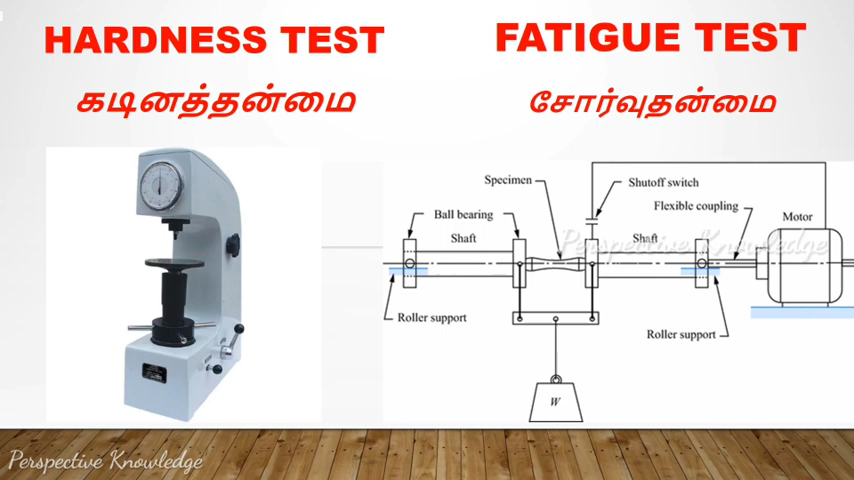 HARDNESS TEST
கடினத்தன்மை
FATIGUE TEST
சோர்வுதன்மை
Specimen
Shutoff switch
Flexible coupling
Ball bearing
Motor
Shaft
Shaft
Perspective Knowledge
Roller support
Roller support
W
Perspective Knowledge